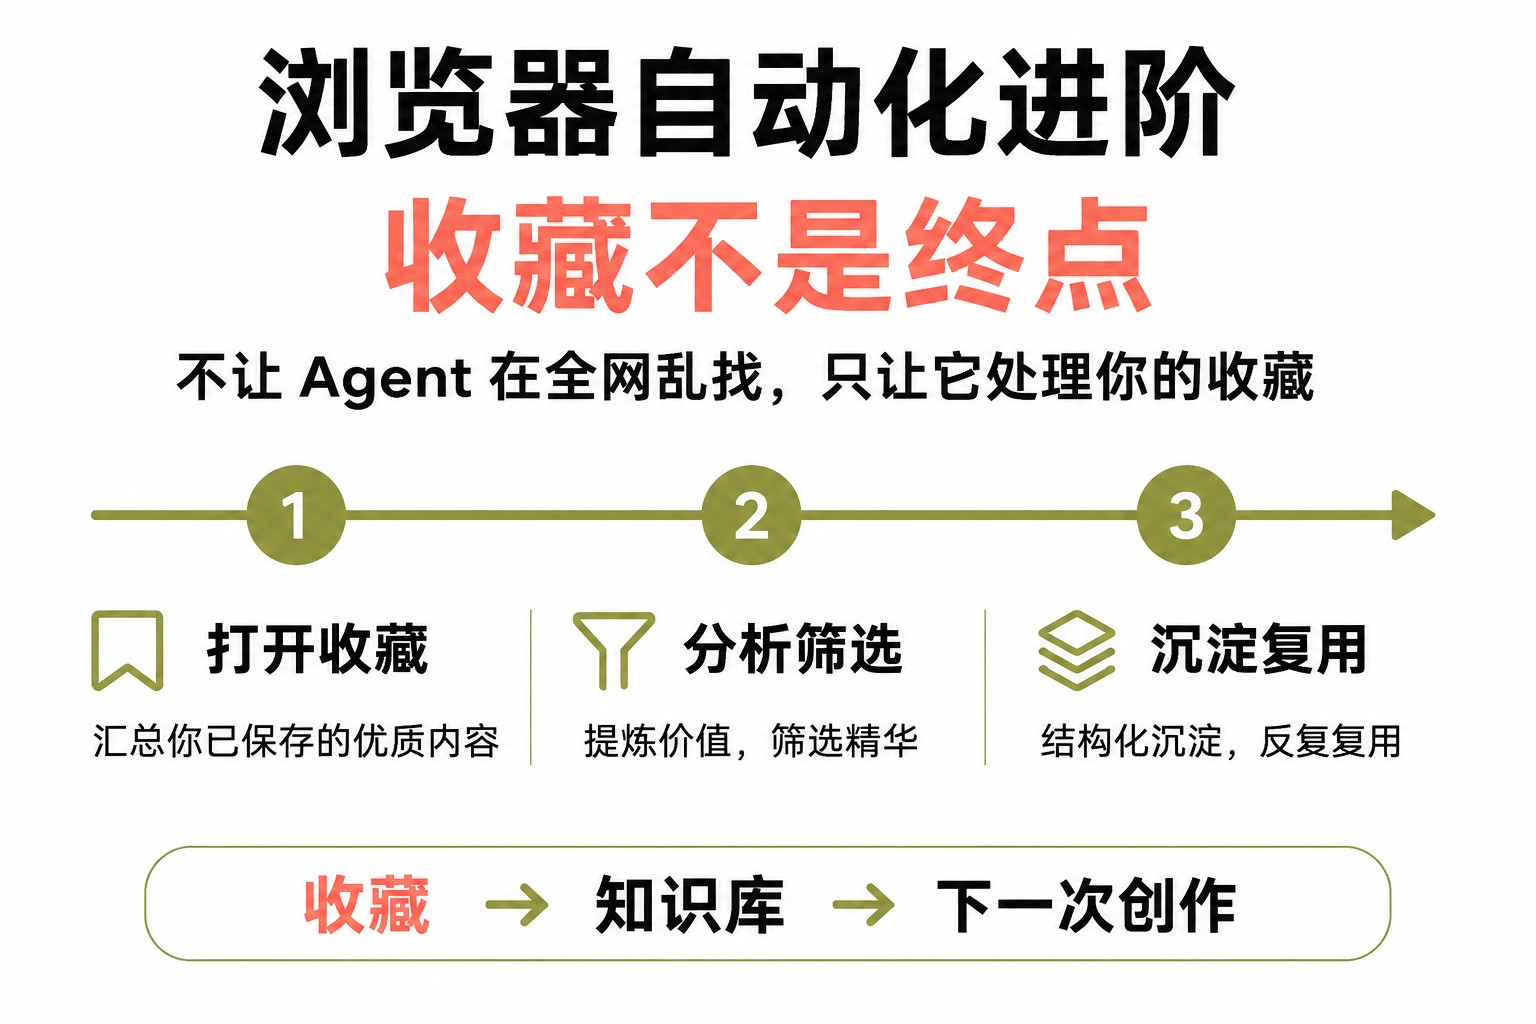 浏览器自动化进阶
收藏不是终点
不让 Agent 在全网乱找，只让它处理你的收藏
1
2
3
打开收藏
汇总你已保存的优质内容
分析筛选
提炼价值，筛选精华
沉淀复用
结构化沉淀，反复复用
收藏 → 知识库 → 下一次创作